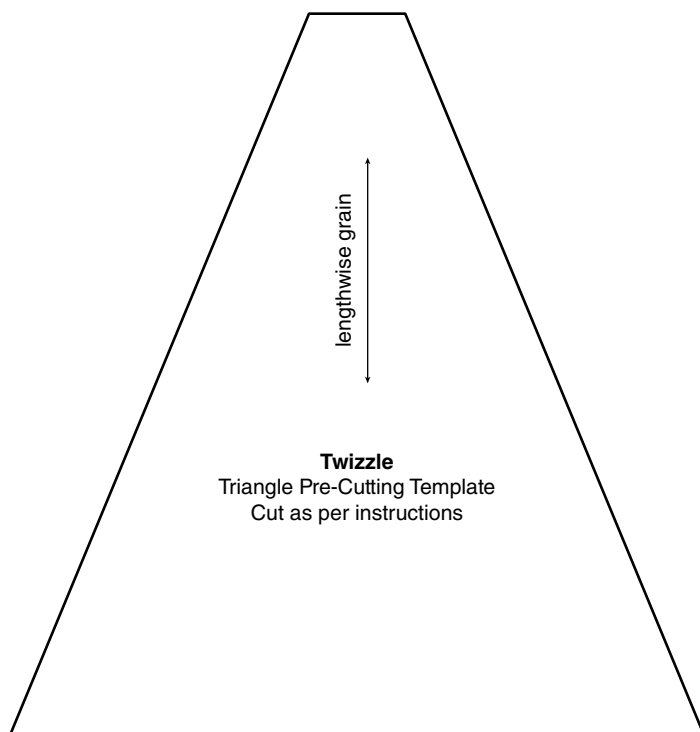 lengthwise grain
Twizzle
Triangle Pre-Cutting Template
Cut as per instructions